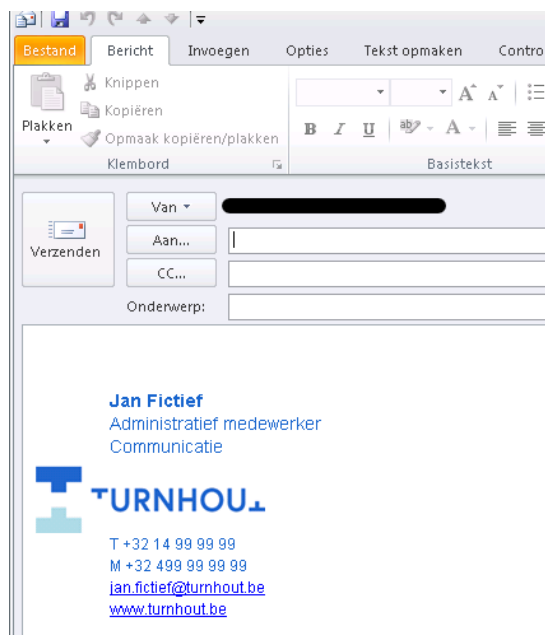 Bestand Bericht Invoegen Opties Tekst opmaken Contro
Plakken
Knippen
Kopiëren
Opmaak kopiëren/plakken
Klembord
B I U A
Basistekst
Verzenden
Van
Aan...
CC...
Onderwerp:
Jan Fictief
Administratief medewerker
Communicatie
TURNHOUT
T +32 14 99 99 99
M +32 499 99 99 99
jan.fictief@turnhout.be
www.turnhout.be